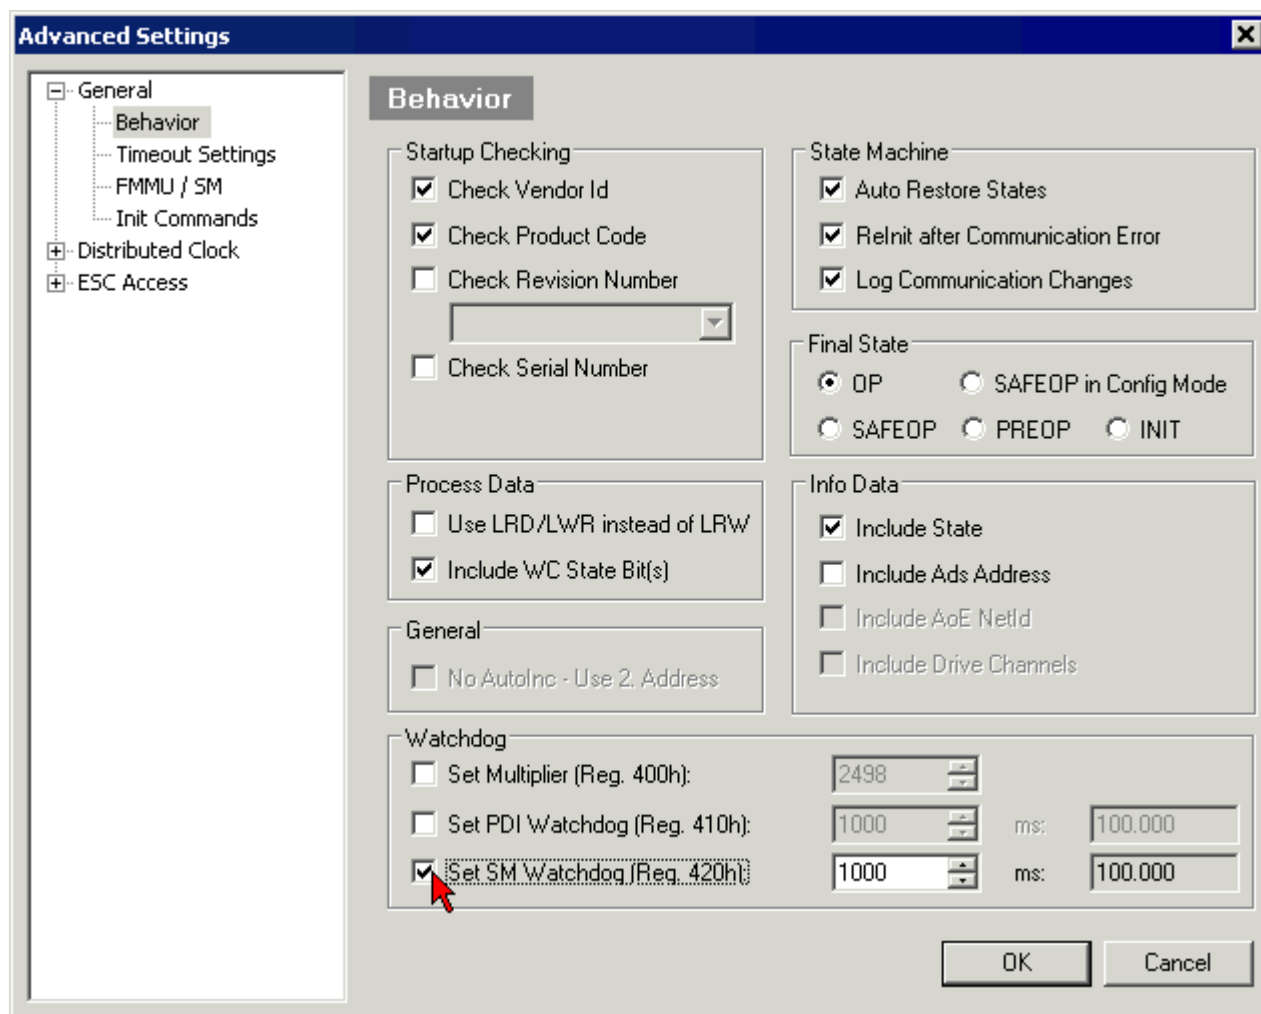 Advanced Settings
General
Behavior
Timeout Settings
FMMU / SM
Init Commands
Distributed Clock
ESC Access
Behavior
Startup Checking
Check Vendor Id
Check Product Code
Check Revision Number
Check Serial Number
State Machine
Auto Restore States
ReInit after Communication Error
Log Communication Changes
Final State
OP SAFEOP in Config Mode
SAFEOP PREOP INIT
Process Data
Use LRD/LWR instead of LRW
Include WC State Bit(s)
Info Data
Include State
Include Ads Address
Include AoE NetId
Include Drive Channels
General
No AutoInc - Use 2. Address
Watchdog
Set Multiplier (Reg. 400h): 2498
Set PDI Watchdog (Reg. 410h): 1000 ms: 100.000
Set SM Watchdog (Reg. 420h): 1000 ms: 100.000
OK Cancel